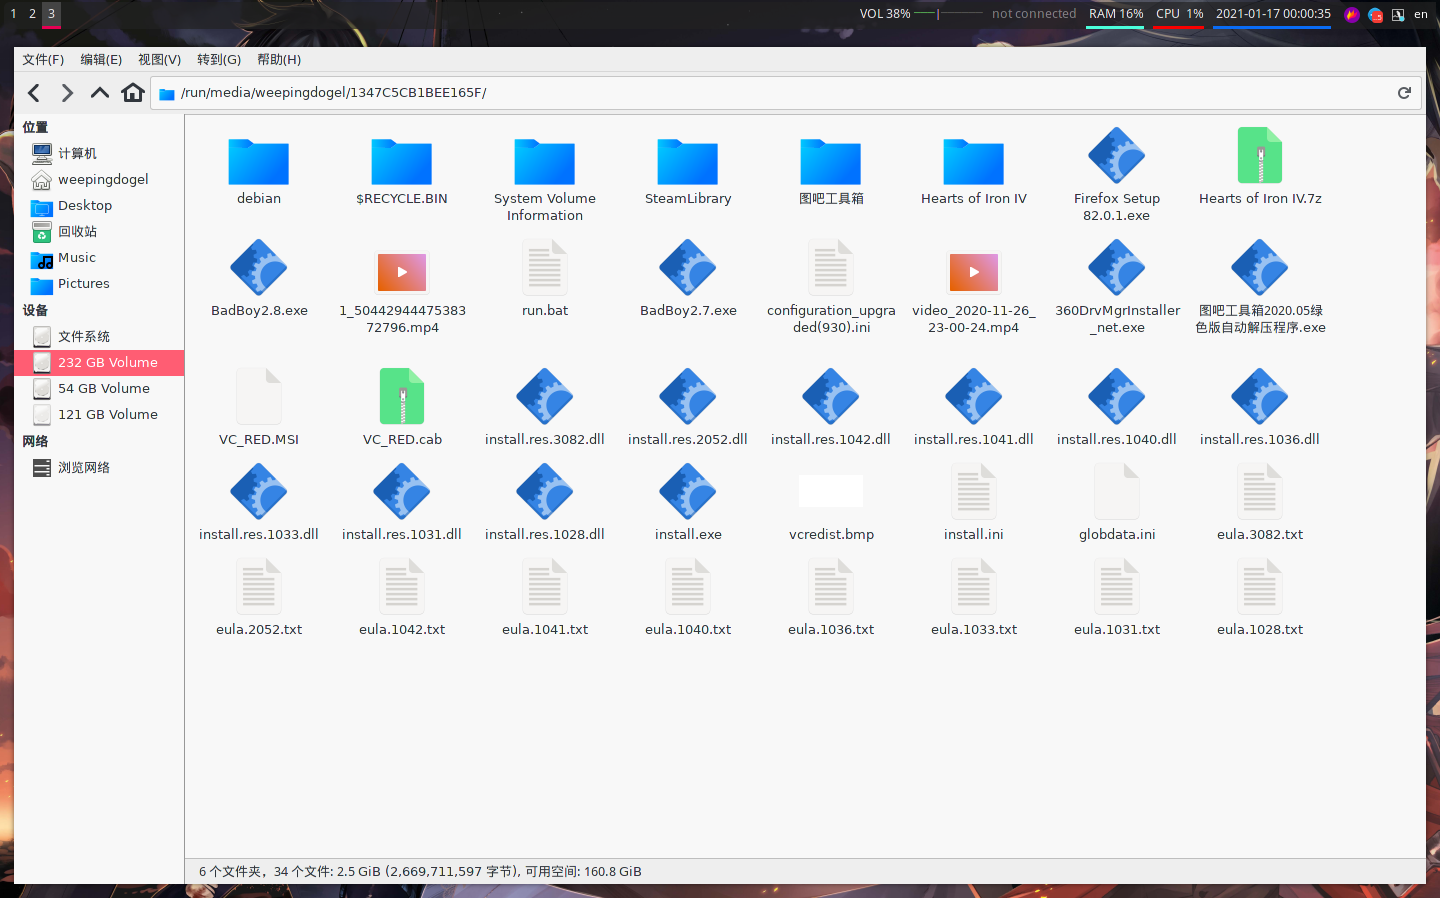 1 2 3 VOL 38% not connected RAM 16% CPU 1% 2021-01-17 00:00:35 en
文件(F) 编辑(E) 视图(V) 转到(G) 帮助(H)
/run/media/weepingdogel/1347C5CB1BEE165F/
位置
计算机
weepingdogel
Desktop
回收站
Music
Pictures
设备
文件系统
232 GB Volume
54 GB Volume
121 GB Volume
网络
浏览网络
debian
$RECYCLE.BIN
System Volume
Information
SteamLibrary
图吧工具箱
Hearts of Iron IV
Firefox Setup
82.0.1.exe
Hearts of Iron IV.7z
BadBoy2.8.exe
1_50442944475383
72796.mp4
run.bat
BadBoy2.7.exe
configuration_upgra
ded(930).ini
video_2020-11-26_
23-00-24.mp4
360DrvMgrInstaller
_net.exe
图吧工具箱2020.05绿
色版自动解压程序.exe
VC_RED.MSI
VC_RED.cab
install.res.3082.dll
install.res.2052.dll
install.res.1042.dll
install.res.1041.dll
install.res.1040.dll
install.res.1036.dll
install.res.1033.dll
install.res.1031.dll
install.res.1028.dll
install.exe
vcredist.bmp
install.ini
globdata.ini
eula.3082.txt
eula.2052.txt
eula.1042.txt
eula.1041.txt
eula.1040.txt
eula.1036.txt
eula.1033.txt
eula.1031.txt
eula.1028.txt
6 个文件夹，34 个文件: 2.5 GiB (2,669,711,597 字节), 可用空间: 160.8 GiB